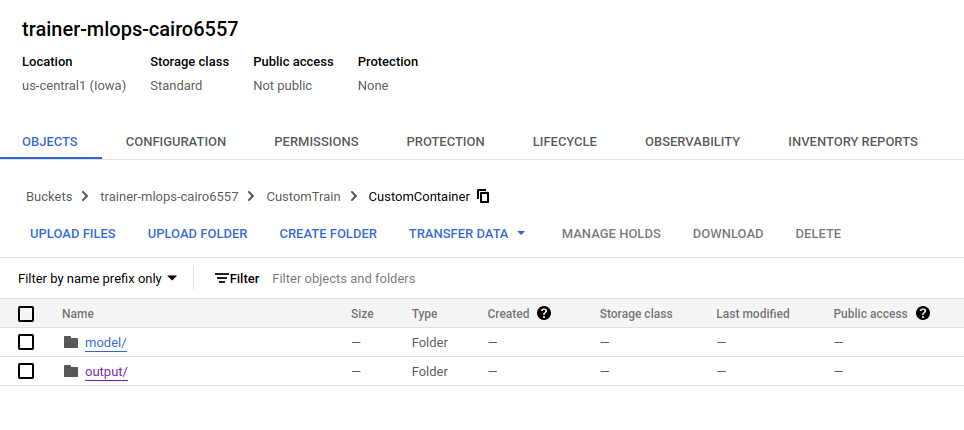 trainer-mlops-cairo6557
Location Storage class Public access Protection
us-central1 (Iowa) Standard Not public None
OBJECTS CONFIGURATION PERMISSIONS PROTECTION LIFECYCLE OBSERVABILITY INVENTORY REPORTS
Buckets > trainer-mlops-cairo6557 > CustomTrain > CustomContainer
UPLOAD FILES UPLOAD FOLDER CREATE FOLDER TRANSFER DATA MANAGE HOLDS DOWNLOAD DELETE
Filter by name prefix only Filter Filter objects and folders
Name Size Type Created ? Storage class Last modified Public access ?
model/ — Folder — — — —
output/ — Folder — — — —